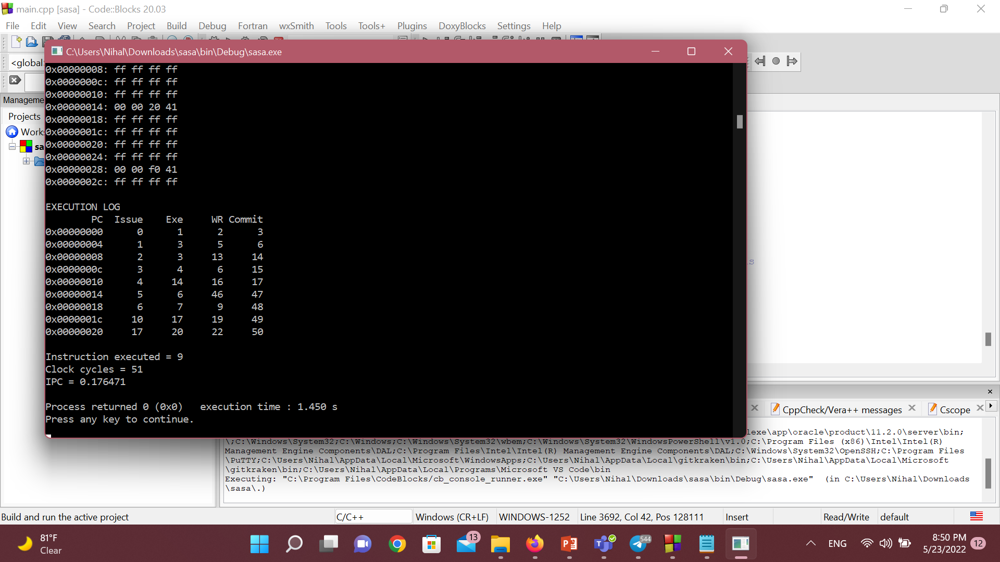 main.cpp [sasa] - Code::Blocks 20.03
File Edit View Search Project Build Debug Fortran wxSmith Tools Tools+ Plugins DoxyBlocks Settings Help
C:\Users\Nihal\Downloads\sasa\bin\Debug\sasa.exe
<global
Manageme
Projects
Works
sa
0x00000008: ff ff ff ff
0x0000000c: ff ff ff ff
0x00000010: ff ff ff ff
0x00000014: 00 00 20 41
0x00000018: ff ff ff ff
0x0000001c: ff ff ff ff
0x00000020: ff ff ff ff
0x00000024: ff ff ff ff
0x00000028: 00 00 f0 41
0x0000002c: ff ff ff ff
EXECUTION LOG
PC Issue Exe WR Commit
0x00000000 0 1 2 3
0x00000004 1 3 5 6
0x00000008 2 3 13 14
0x0000000c 3 4 6 15
0x00000010 4 14 16 17
0x00000014 5 6 46 47
0x00000018 6 7 9 48
0x0000001c 10 17 19 49
0x00000020 17 20 22 50
Instruction executed = 9
Clock cycles = 51
IPC = 0.176471
Process returned 0 (0x0) execution time : 1.450 s
Press any key to continue.
s
CppCheck/Vera++ messages
Cscope
lexe\app\oracle\product\11.2.0\server\bin;
\;C:\Windows\System32;C:\Windows;C:\Windows\System32\wbem;C:\Windows\System32\WindowsPowerShell\v1.0;C:\Program Files (x86)\Intel\Intel(R)
Management Engine Components\DAL;C:\Program Files\Intel\Intel(R) Management Engine Components\DAL;C:\Windows\System32\OpenSSH;C:\Program Files
\PuTTY;C:\Users\Nihal\AppData\Local\Microsoft\WindowsApps;C:\Users\Nihal\AppData\Local\gitkraken\bin;C:\Users\Nihal\AppData\Local\Microsoft
\gitkraken\bin;C:\Users\Nihal\AppData\Local\Programs\Microsoft VS Code\bin
Executing: "C:\Program Files\CodeBlocks/cb_console_runner.exe" "C:\Users\Nihal\Downloads\sasa\bin\Debug\sasa.exe" (in C:\Users\Nihal\Downloads
\sasa\.)
Build and run the active project C/C++ Windows (CR+LF) WINDOWS-1252 Line 3692, Col 42, Pos 128111 Insert Read/Write default
81°F
Clear
13
544
ENG
8:50 PM
5/23/2022
12